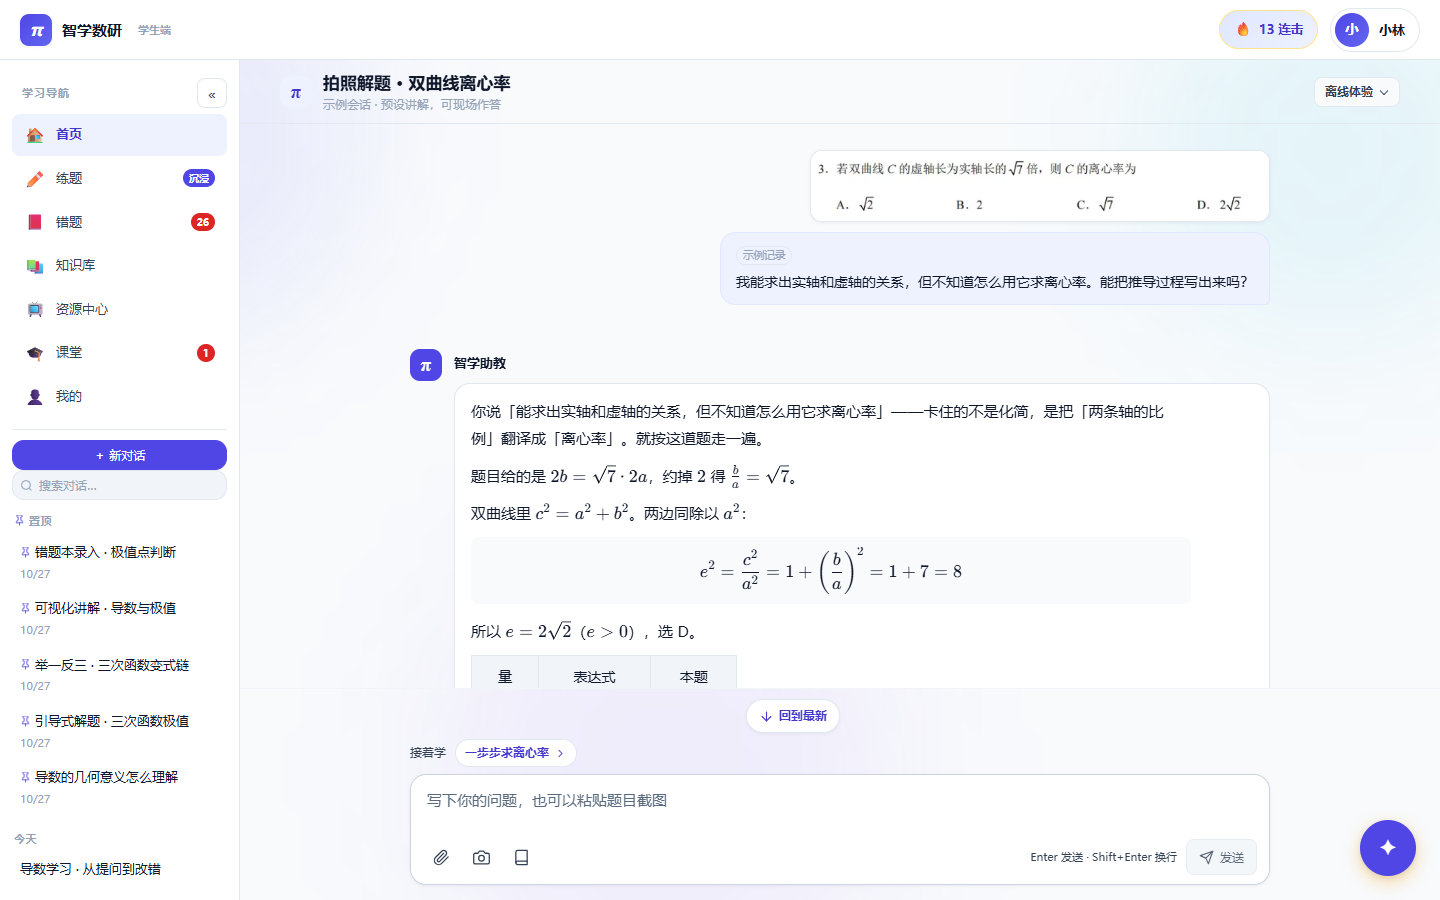 π 智学数研 学生端
13 连击
小 小林
学习导航 «
首页
练题 沉浸
错题 26
知识库
资源中心
课堂 1
我的
+ 新对话
搜索对话...
置顶
错题本录入 · 极值点判断
10/27
可视化讲解 · 导数与极值
10/27
举一反三 · 三次函数变式链
10/27
引导式解题 · 三次函数极值
10/27
导数的几何意义怎么理解
10/27
今天
导数学习 · 从提问到改错
π 拍照解题 · 双曲线离心率
示例会话 · 预设讲解，可现场作答
离线体验
3. 若双曲线 C 的虚轴长为实轴长的 √7 倍，则 C 的离心率为
A. √2 B. 2 C. √7 D. 2√2
示例记录
我能求出实轴和虚轴的关系，但不知道怎么用它求离心率。能把推导过程写出来吗？
π 智学助教
你说「能求出实轴和虚轴的关系，但不知道怎么用它求离心率」——卡住的不是化简，是把「两条轴的比
例」翻译成「离心率」。就按这道题走一遍。
题目给的是 2b = √7 · 2a，约掉 2 得 b/a = √7。
双曲线里 c² = a² + b²。两边同除以 a²：
e² = c²/a² = 1 + (b/a)² = 1 + 7 = 8
所以 e = 2√2（e > 0），选 D。
量 表达式 本题
↓ 回到最新
接着学 一步步求离心率 ›
写下你的问题，也可以粘贴题目截图
Enter 发送 · Shift+Enter 换行 发送